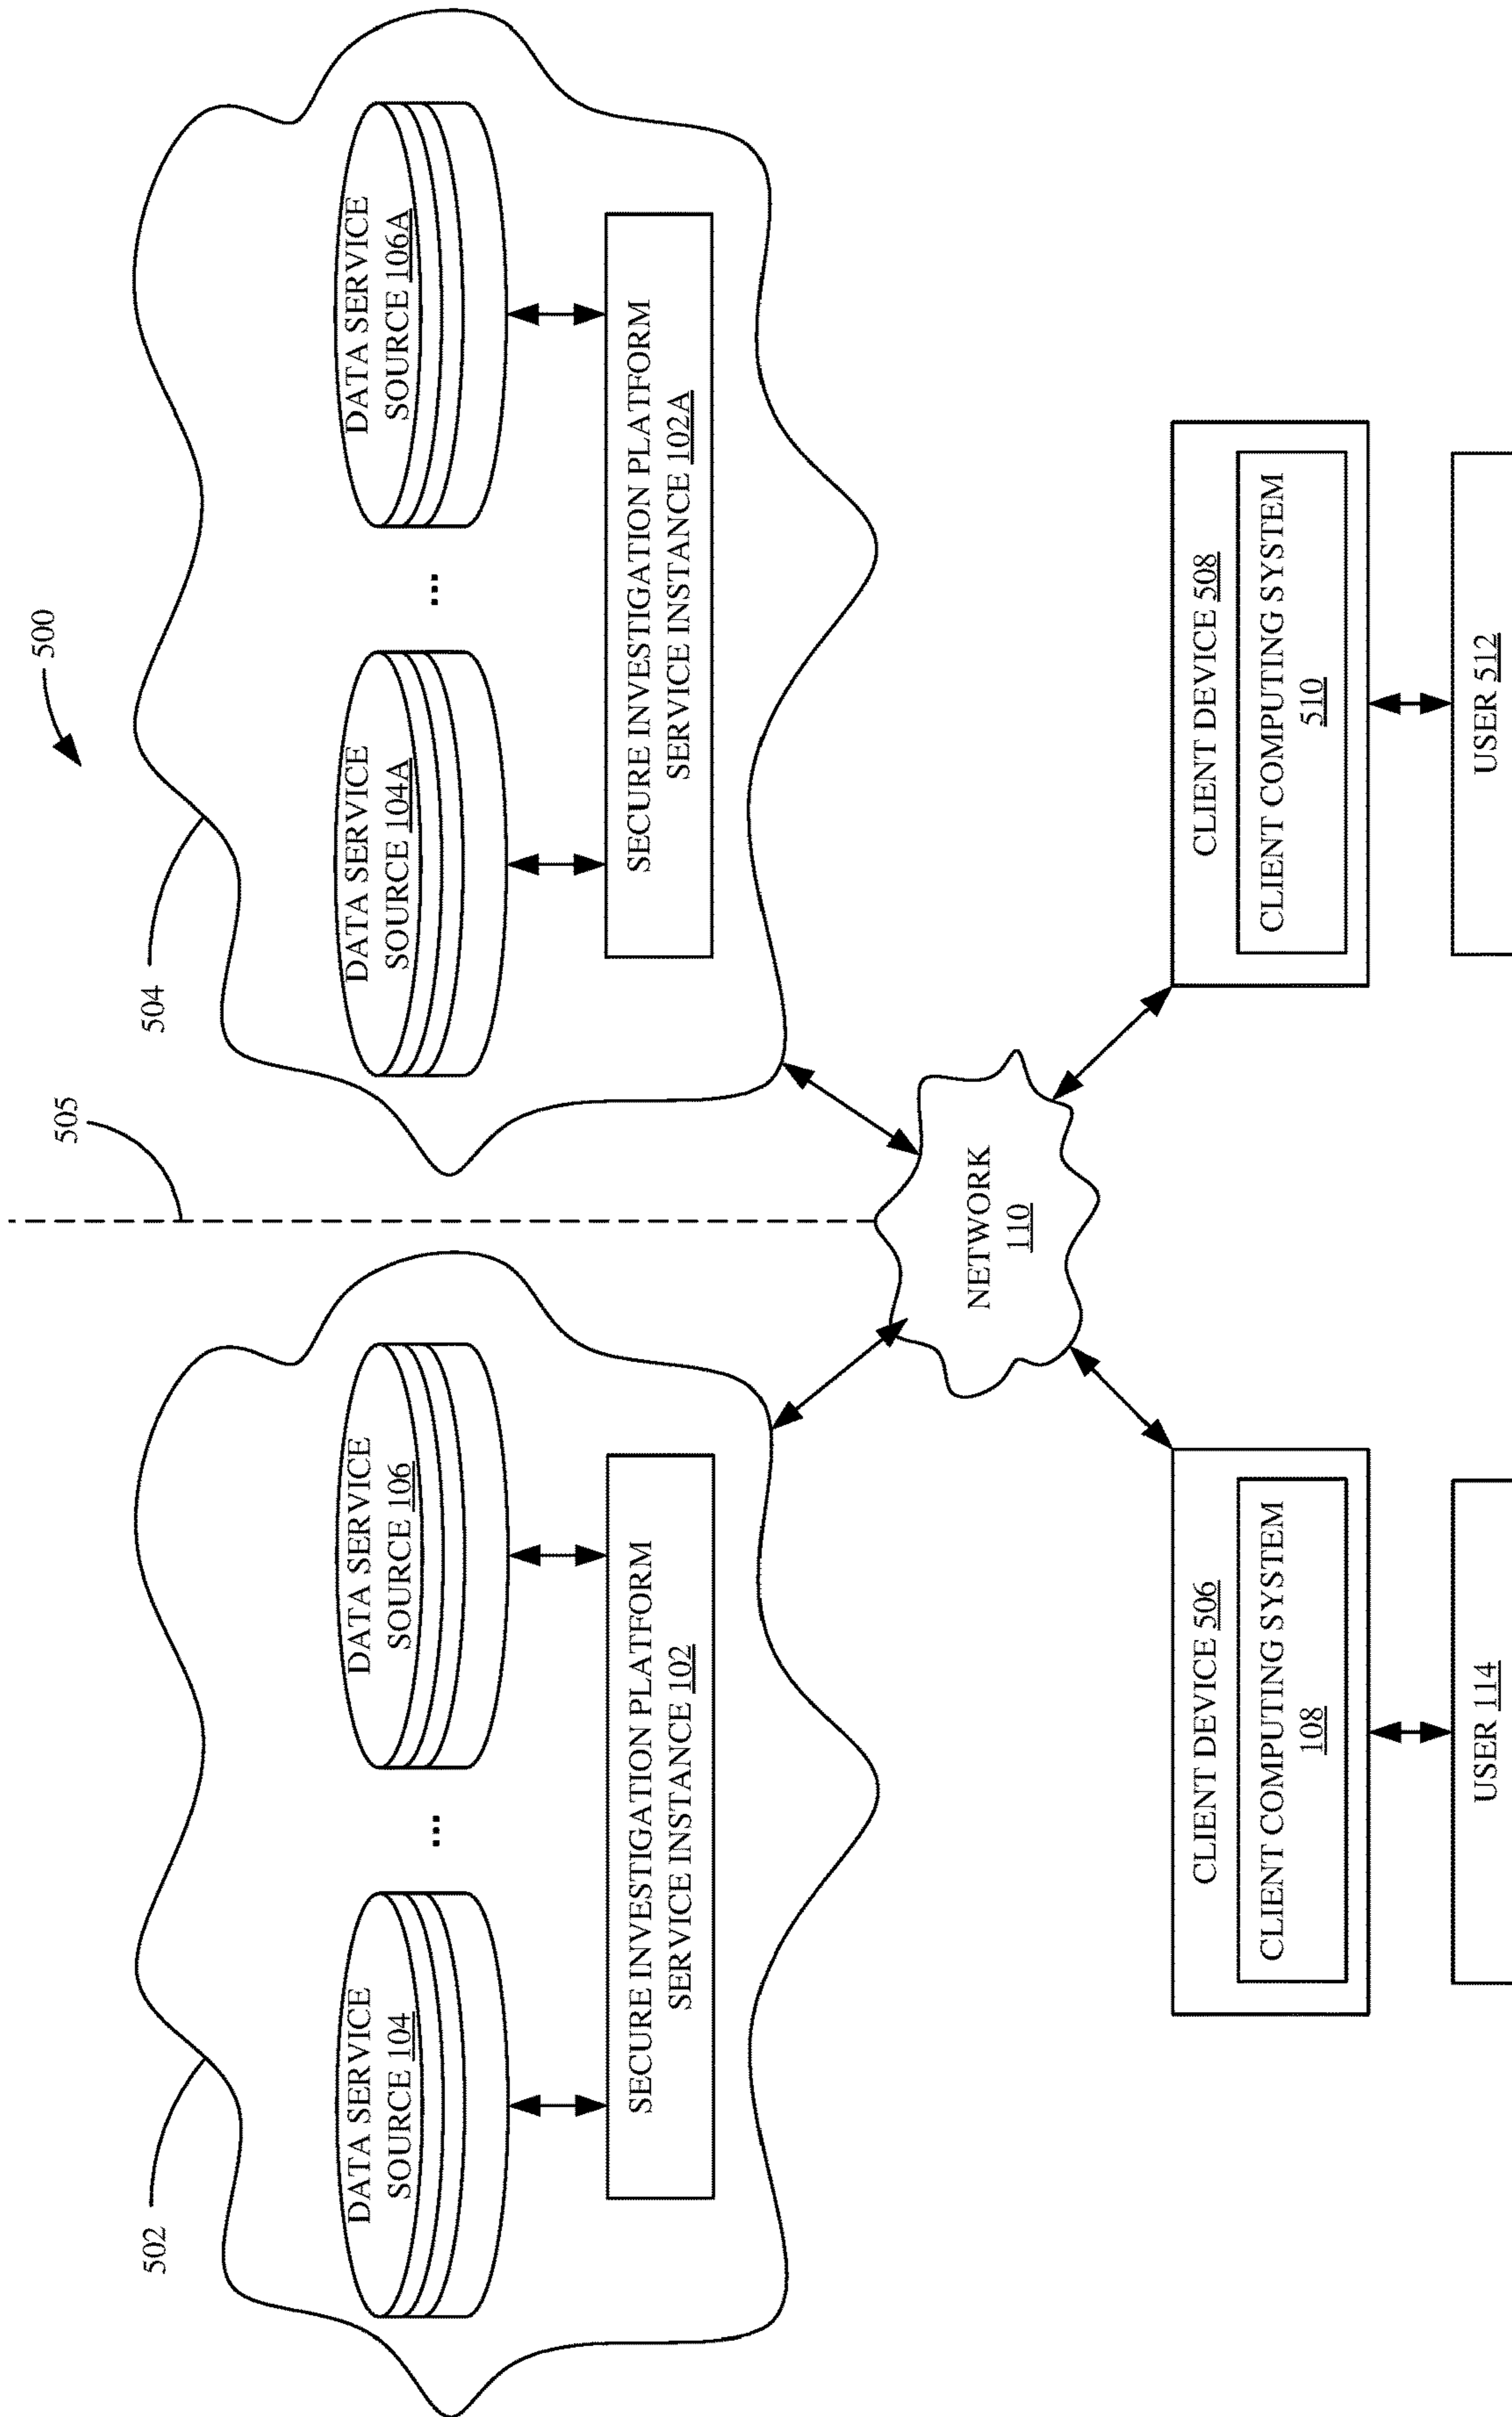 500
502
504
505
DATA SERVICE
SOURCE 104
...
DATA SERVICE
SOURCE 106
SECURE INVESTIGATION PLATFORM
SERVICE INSTANCE 102
DATA SERVICE
SOURCE 104A
...
DATA SERVICE
SOURCE 106A
SECURE INVESTIGATION PLATFORM
SERVICE INSTANCE 102A
NETWORK
110
CLIENT DEVICE 506
CLIENT COMPUTING SYSTEM
108
USER 114
CLIENT DEVICE 508
CLIENT COMPUTING SYSTEM
510
USER 512